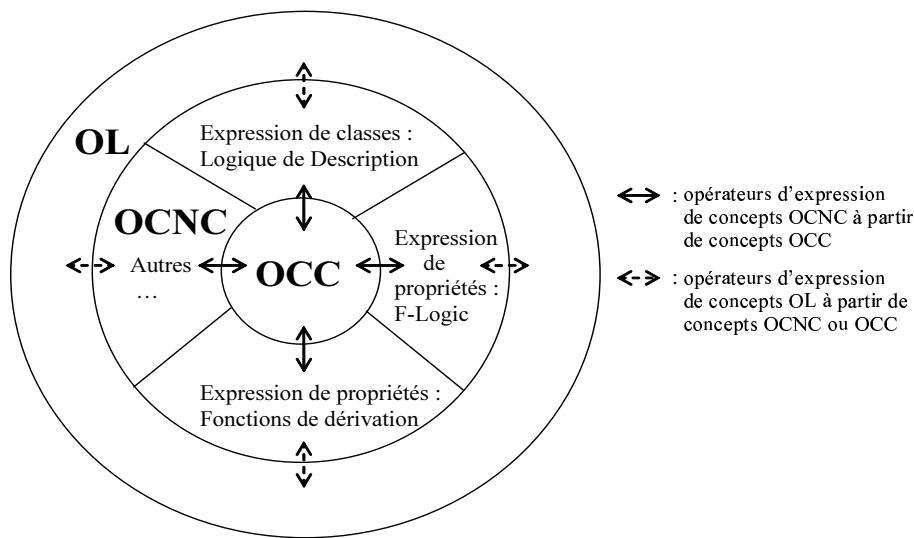 Expression de classes :
Logique de Description
OL
OCNC
Autres
…
OCC
Expression
de
propriétés :
F-Logic
Expression de propriétés :
Fonctions de dérivation
: opérateurs d’expression
de concepts OCNC à partir
de concepts OCC
: opérateurs d’expression
de concepts OL à partir de
concepts OCNC ou OCC